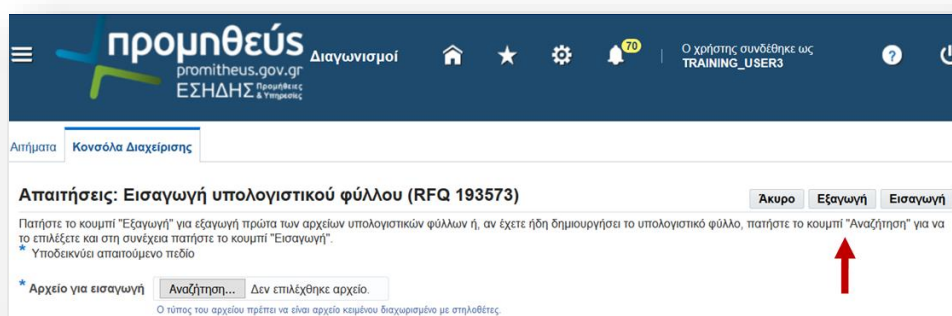 προμηθεύς
promitheus.gov.gr
ΕΣΗΔΗΣ Προμήθειες & Υπηρεσίες
Διαγωνισμοί
70
Ο χρήστης συνδέθηκε ως
TRAINING_USER3
?
Αιτήματα Κονσόλα Διαχείρισης
Απαιτήσεις: Εισαγωγή υπολογιστικού φύλλου (RFQ 193573)
Άκυρο Εξαγωγή Εισαγωγή
Πατήστε το κουμπί "Εξαγωγή" για εξαγωγή πρώτα των αρχείων υπολογιστικών φύλλων ή, αν έχετε ήδη δημιουργήσει το υπολογιστικό φύλλο, πατήστε το κουμπί "Αναζήτηση" για να
το επιλέξετε και στη συνέχεια πατήστε το κουμπί "Εισαγωγή".
* Υποδεικνύει απαιτούμενο πεδίο
* Αρχείο για εισαγωγή Αναζήτηση... Δεν επιλέχθηκε αρχείο.
Ο τύπος του αρχείου πρέπει να είναι αρχείο κειμένου διαχωρισμένο με στηλοθέτες.